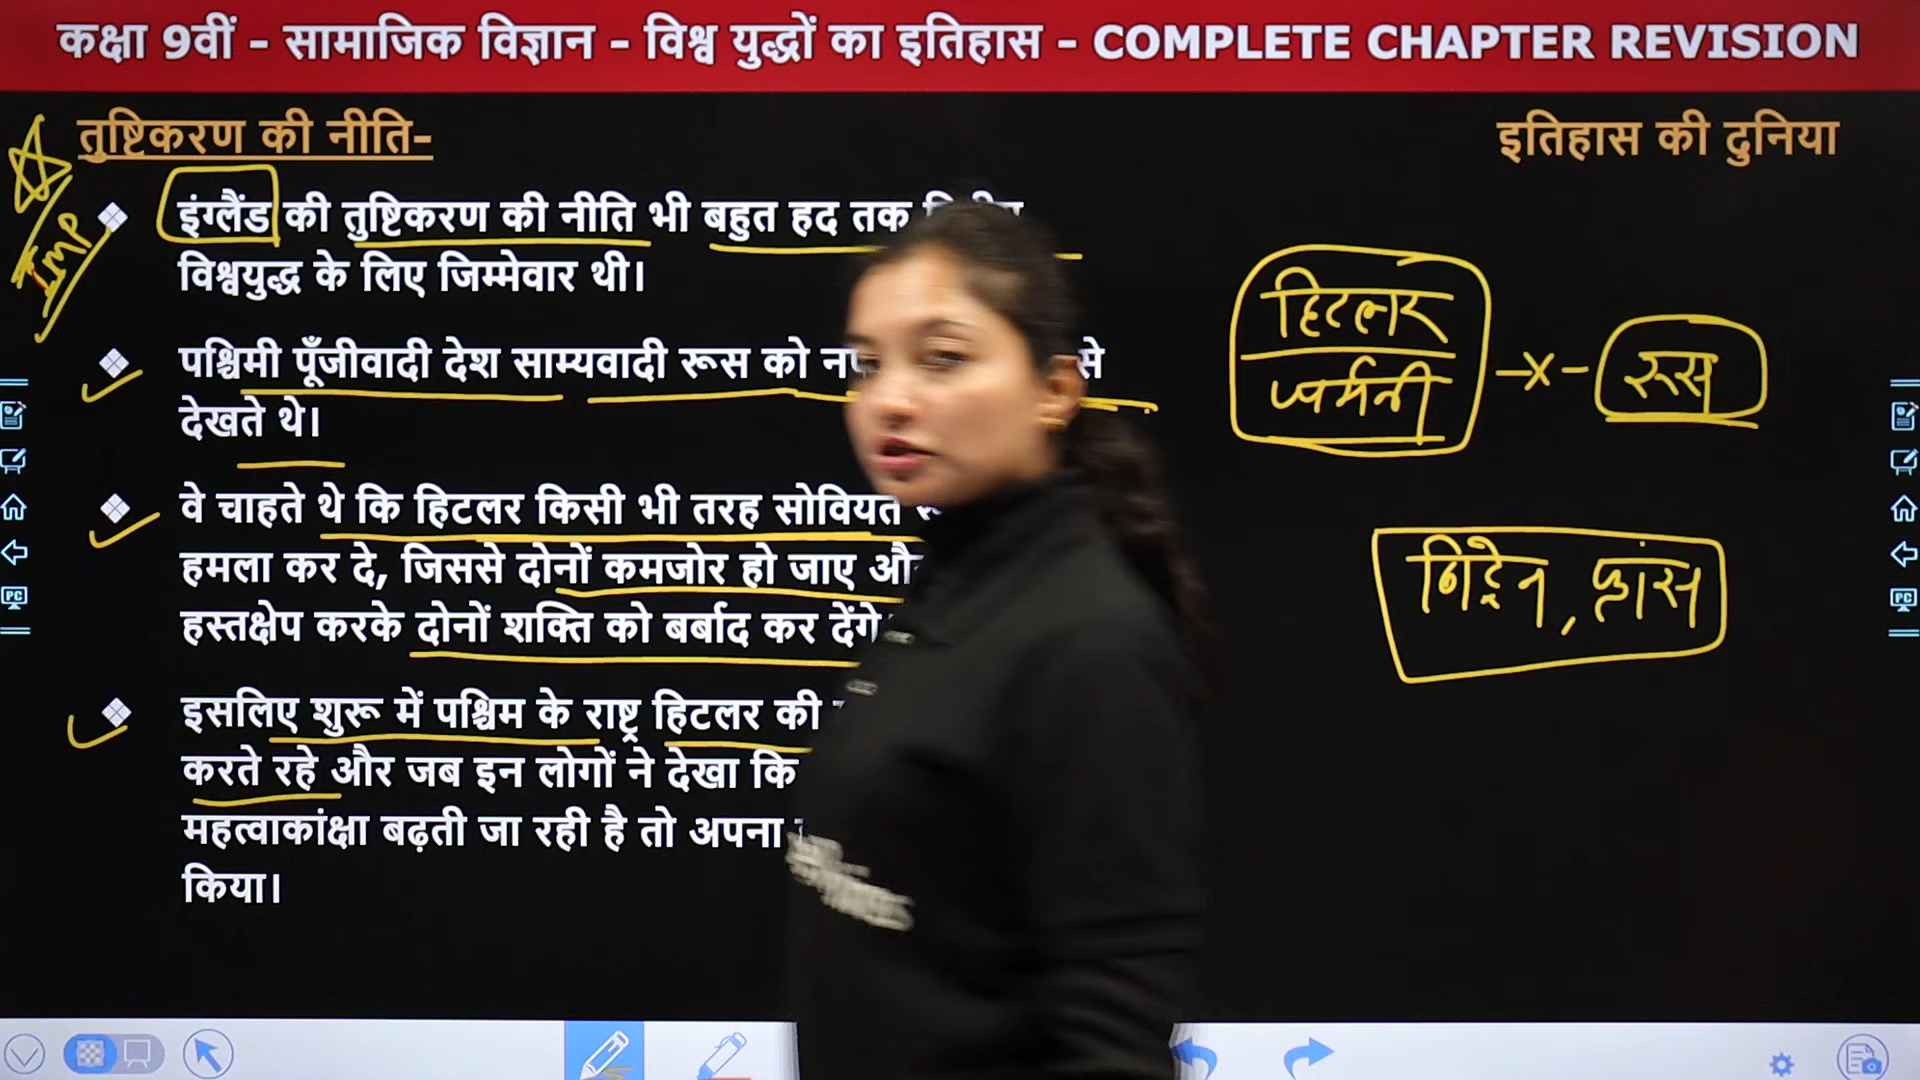 कक्षा 9वीं - सामाजिक विज्ञान - विश्व युद्धों का इतिहास - COMPLETE CHAPTER REVISION
तुष्टिकरण की नीति-
इतिहास की दुनिया
IMP
इंग्लैंड की तुष्टिकरण की नीति भी बहुत हद तक
विश्वयुद्ध के लिए जिम्मेवार थी।
पश्चिमी पूँजीवादी देश साम्यवादी रूस को से
देखते थे।
वे चाहते थे कि हिटलर किसी भी तरह सोवियत
हमला कर दे, जिससे दोनों कमजोर हो जाए
हस्तक्षेप करके दोनों शक्ति को बर्बाद कर देंगे
इसलिए शुरू में पश्चिम के राष्ट्र हिटलर की
करते रहे और जब इन लोगों ने देखा कि
महत्वाकांक्षा बढ़ती जा रही है तो अपना
किया।
हिटलर
जर्मनी -x- रूस
ब्रिटेन, फ्रांस
PC
PC